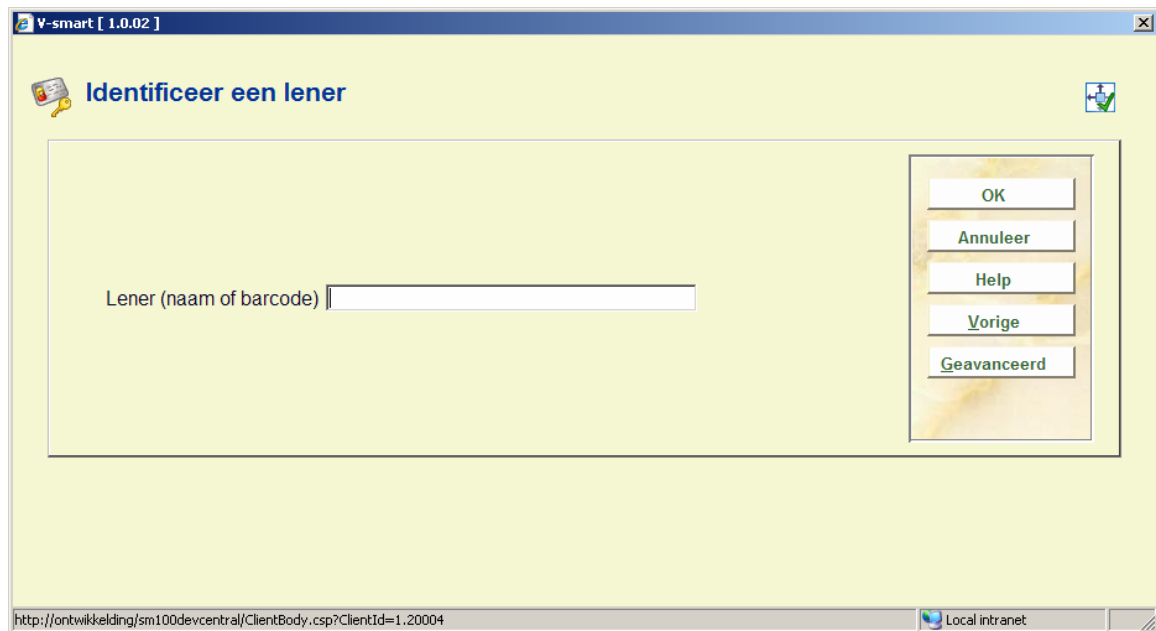 V-smart [ 1.0.02 ]
Identificeer een lener
OK
Annuleer
Help
Lener (naam of barcode)
Vorige
Geavanceerd
http://ontwikkelding/sm100devcentral/ClientBody.csp?ClientId=1.20004
Local intranet